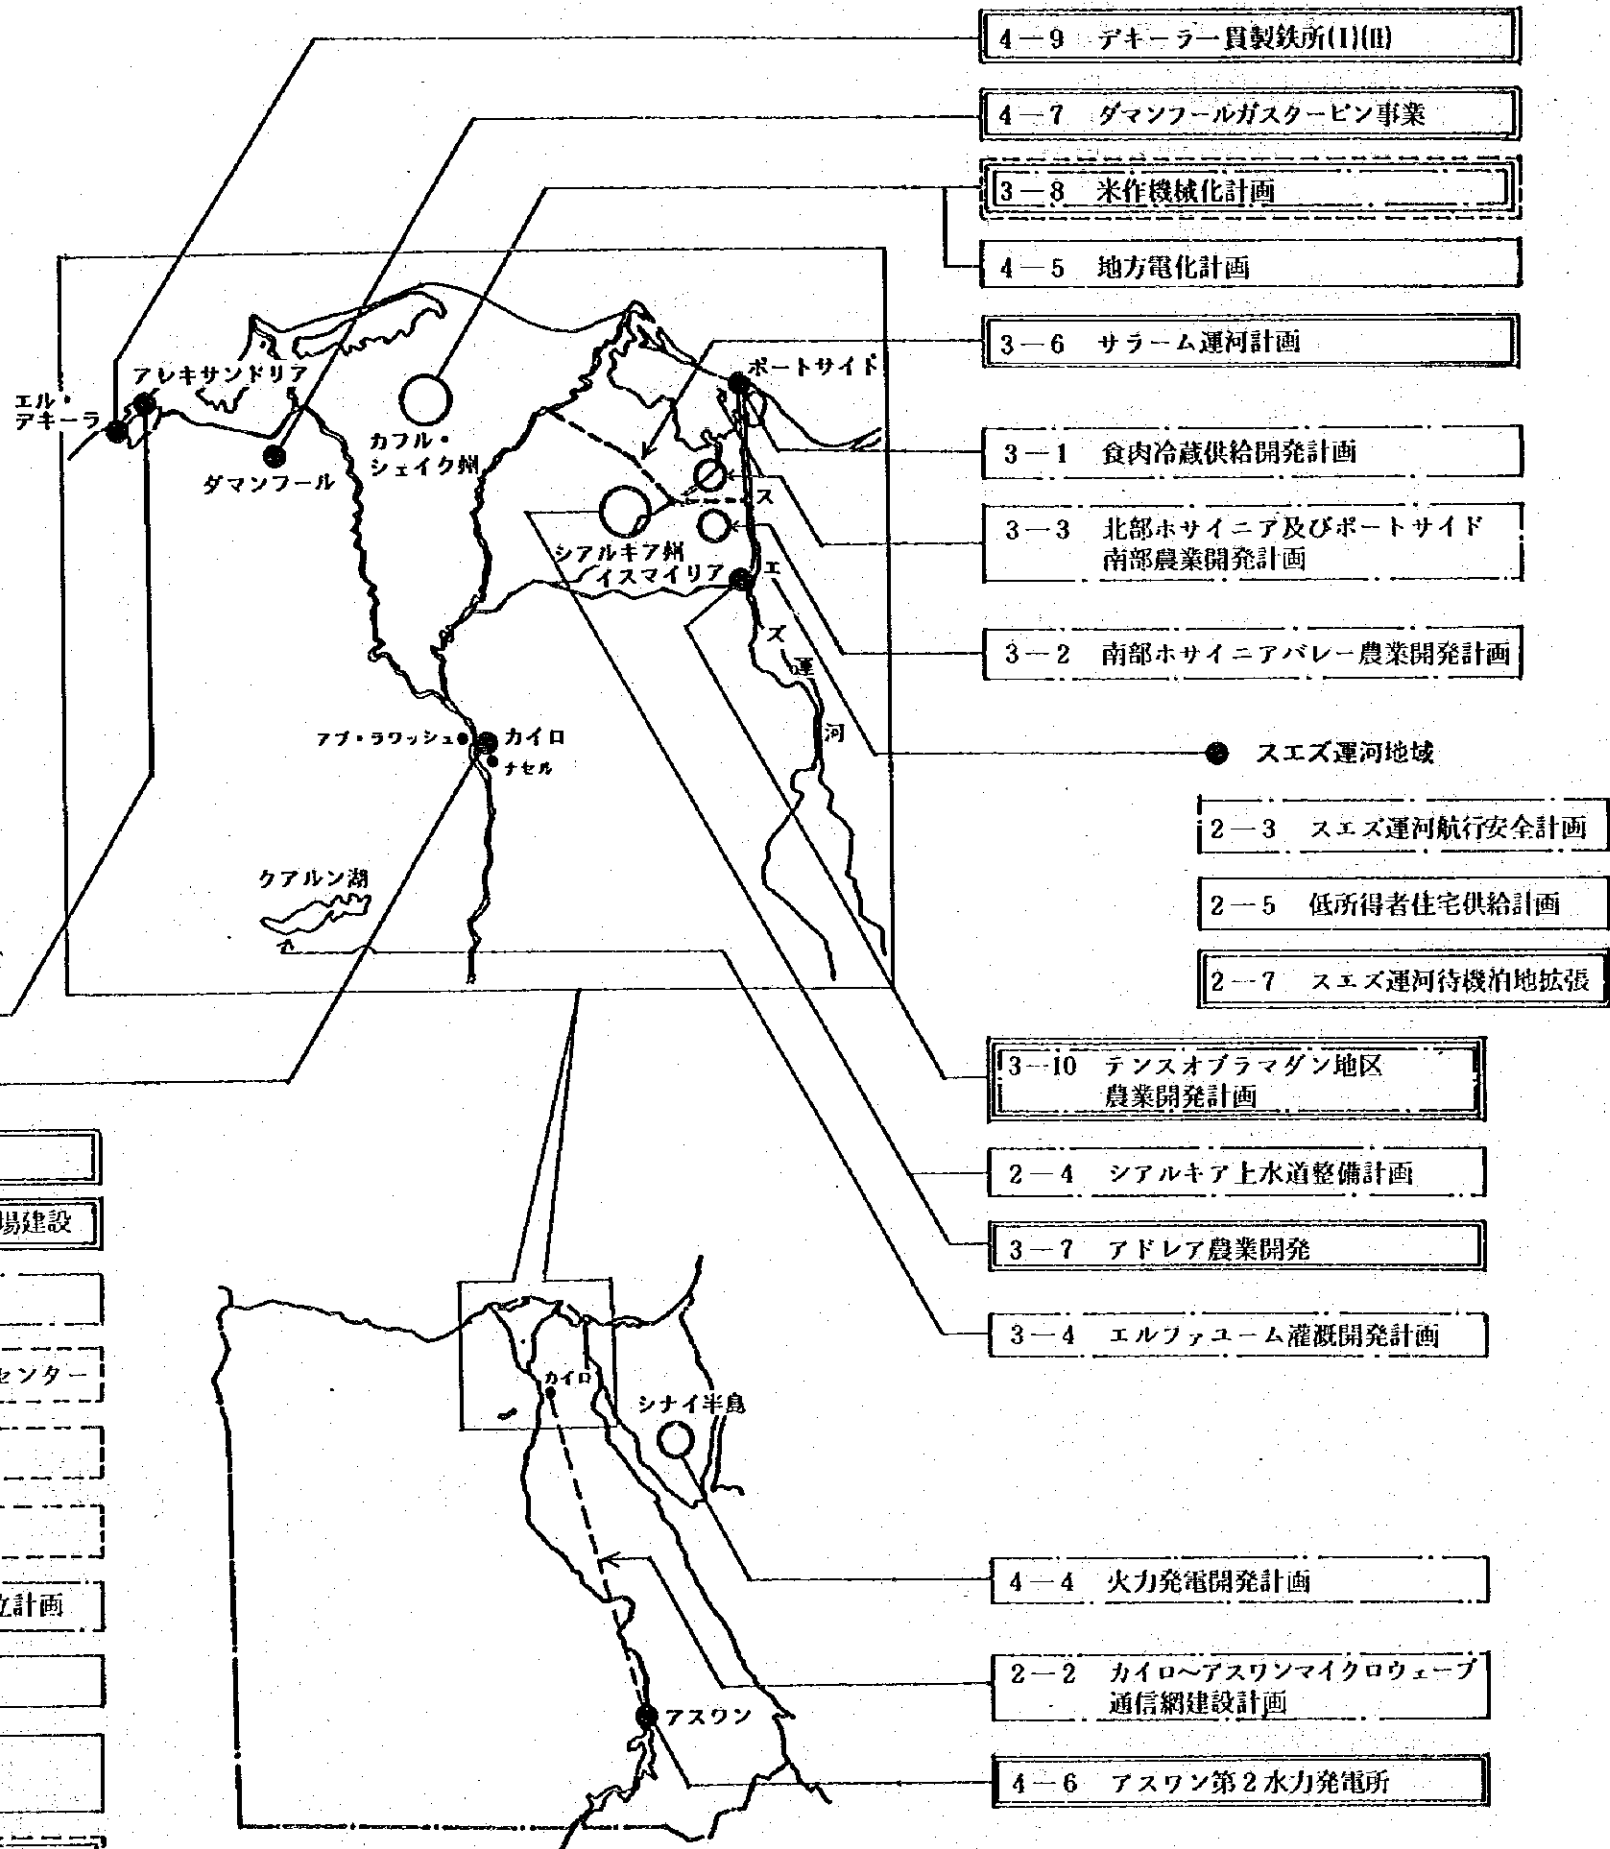 4－9 デキーラ一貫製鉄所(I)(II)
4－7 ダマンフールガスタービン事業
3－8 米作機械化計画
4－5 地方電化計画
3－6 サラーム運河計画
ポートサイド
アレキサンドリア
エル・
デキーラ
カフル・
シェイク州
ダマンフール
3－1 食肉冷蔵供給開発計画
3－3 北部ホサイニア及びポートサイド
南部農業開発計画
シアルキア州
イスマイリア
スエズ運河
3－2 南部ホサイニアバレー農業開発計画
アブ・ラワッシュ
カイロ
ナセル
スエズ運河地域
2－3 スエズ運河航行安全計画
クアルン湖
2－5 低所得者住宅供給計画
2－7 スエズ運河待機泊地拡張
3－10 テンスオブラマダン地区
農業開発計画
2－4 シアルキア上水道整備計画
場建設
3－7 アドレア農業開発
3－4 エルファユーム灌漑開発計画
センター
カイロ
シナイ半島
4－4 火力発電開発計画
立計画
2－2 カイロ～アスワンマイクロウェーブ
通信網建設計画
アスワン
4－6 アスワン第2水力発電所